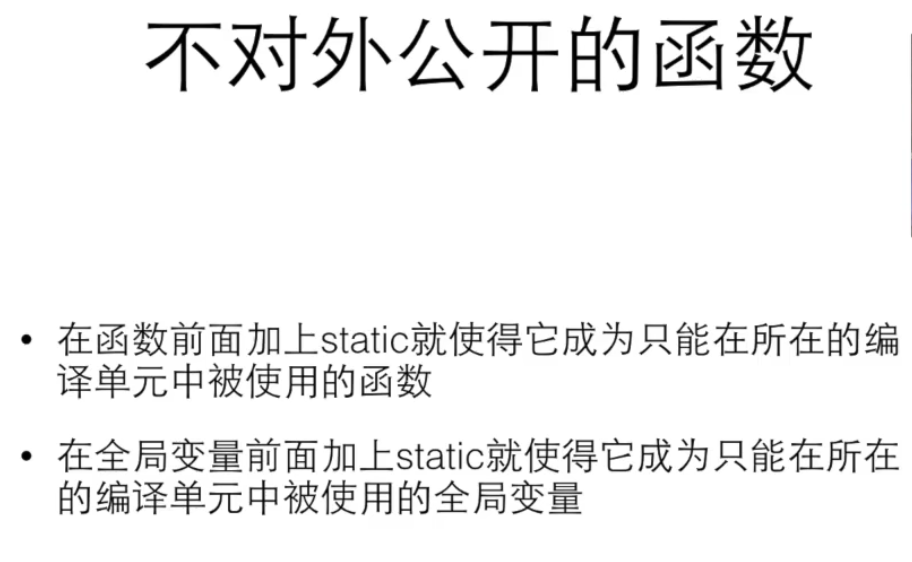 不对外公开的函数
• 在函数前面加上static就使得它成为只能在所在的编
译单元中被使用的函数
• 在全局变量前面加上static就使得它成为只能在所在
的编译单元中被使用的全局变量